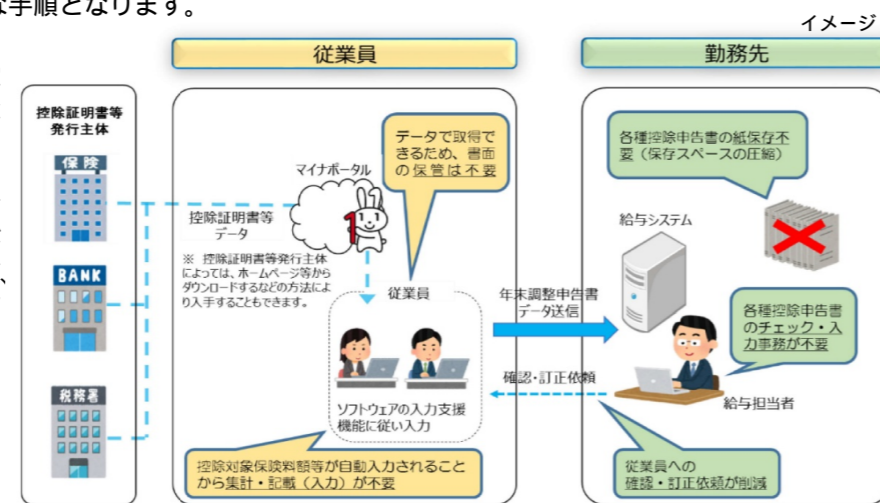 な手順となります。
イメージ
従業員
勤務先
控除証明書等
発行主体
保険
BANK
税務署
マイナポータル
控除証明書等
データ
※ 控除証明書等発行主体
によっては、ホームページ等から
ダウンロードするなどの方法によ
り入手することもできます。
データで取得で
きるため、書面
の保管は不要
従業員
ソフトウェアの入力支援
機能に従い入力
控除対象保険料額等が自動入力されること
から集計・記載（入力）が不要
年末調整申告書
データ送信
確認・訂正依頼
各種控除申告書の紙保存不
要（保存スペースの圧縮）
給与システム
各種控除申告書
のチェック・入
力事務が不要
給与担当者
従業員への
確認・訂正依頼が削減